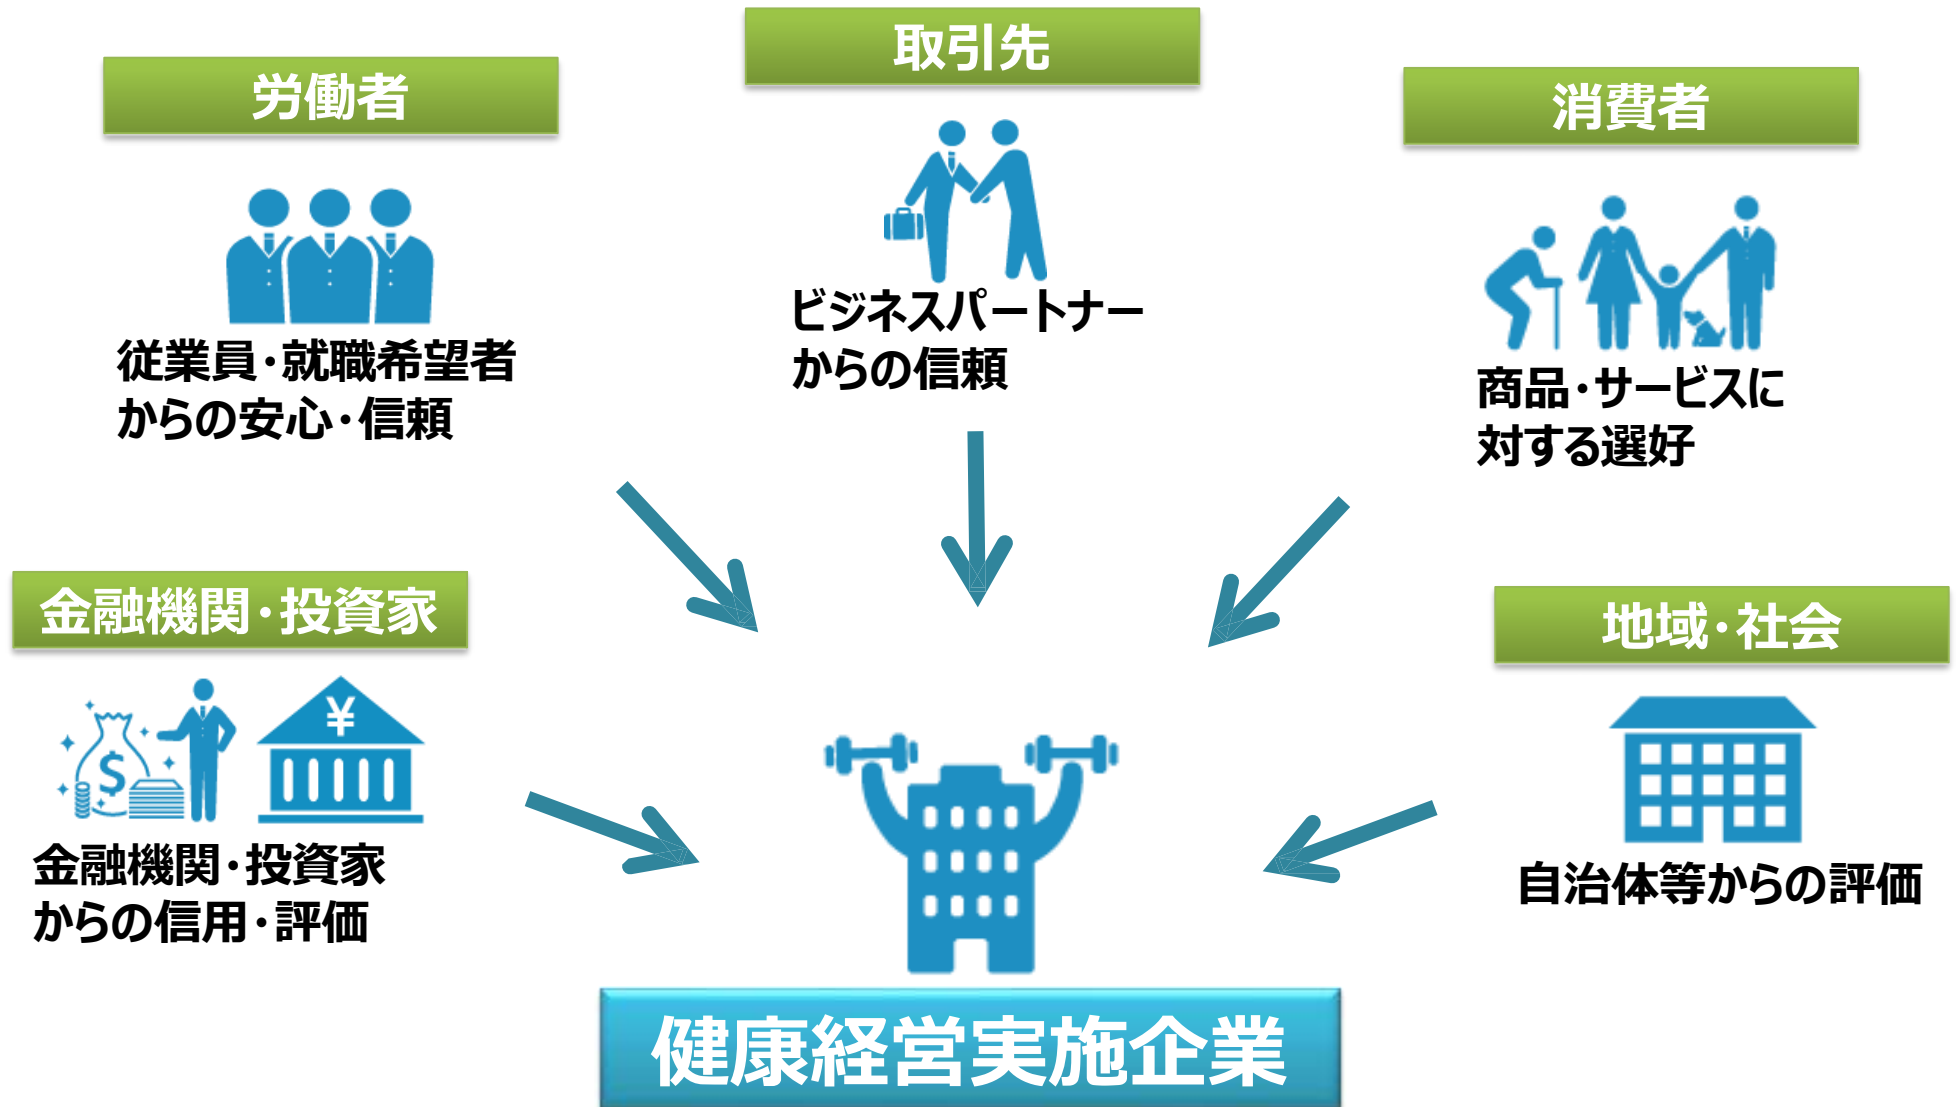 労働者
従業員・就職希望者
からの安心・信頼
取引先
ビジネスパートナー
からの信頼
消費者
商品・サービスに
対する選好
金融機関・投資家
$
¥
金融機関・投資家
からの信用・評価
地域・社会
自治体等からの評価
健康経営実施企業